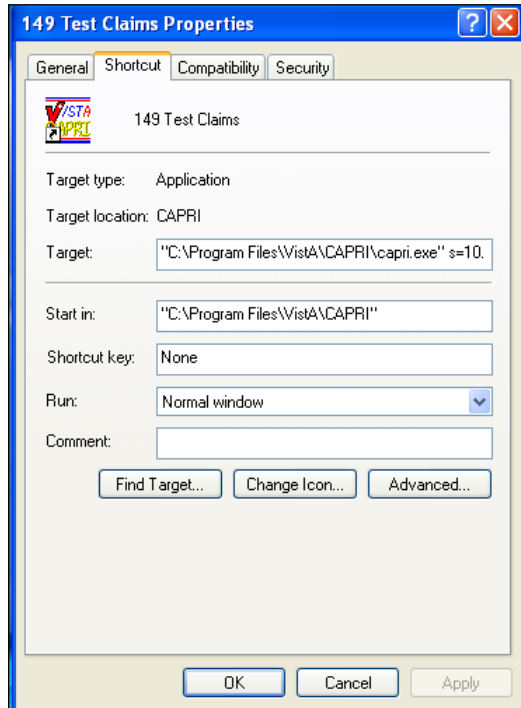 149 Test Claims Properties
General Shortcut Compatibility Security
VISTA
CAPRI
149 Test Claims
Target type: Application
Target location: CAPRI
Target: "C:\Program Files\VistA\CAPRI\capri.exe" s=10.
Start in: "C:\Program Files\VistA\CAPRI"
Shortcut key: None
Run: Normal window
Comment:
Find Target... Change Icon... Advanced...
OK Cancel Apply